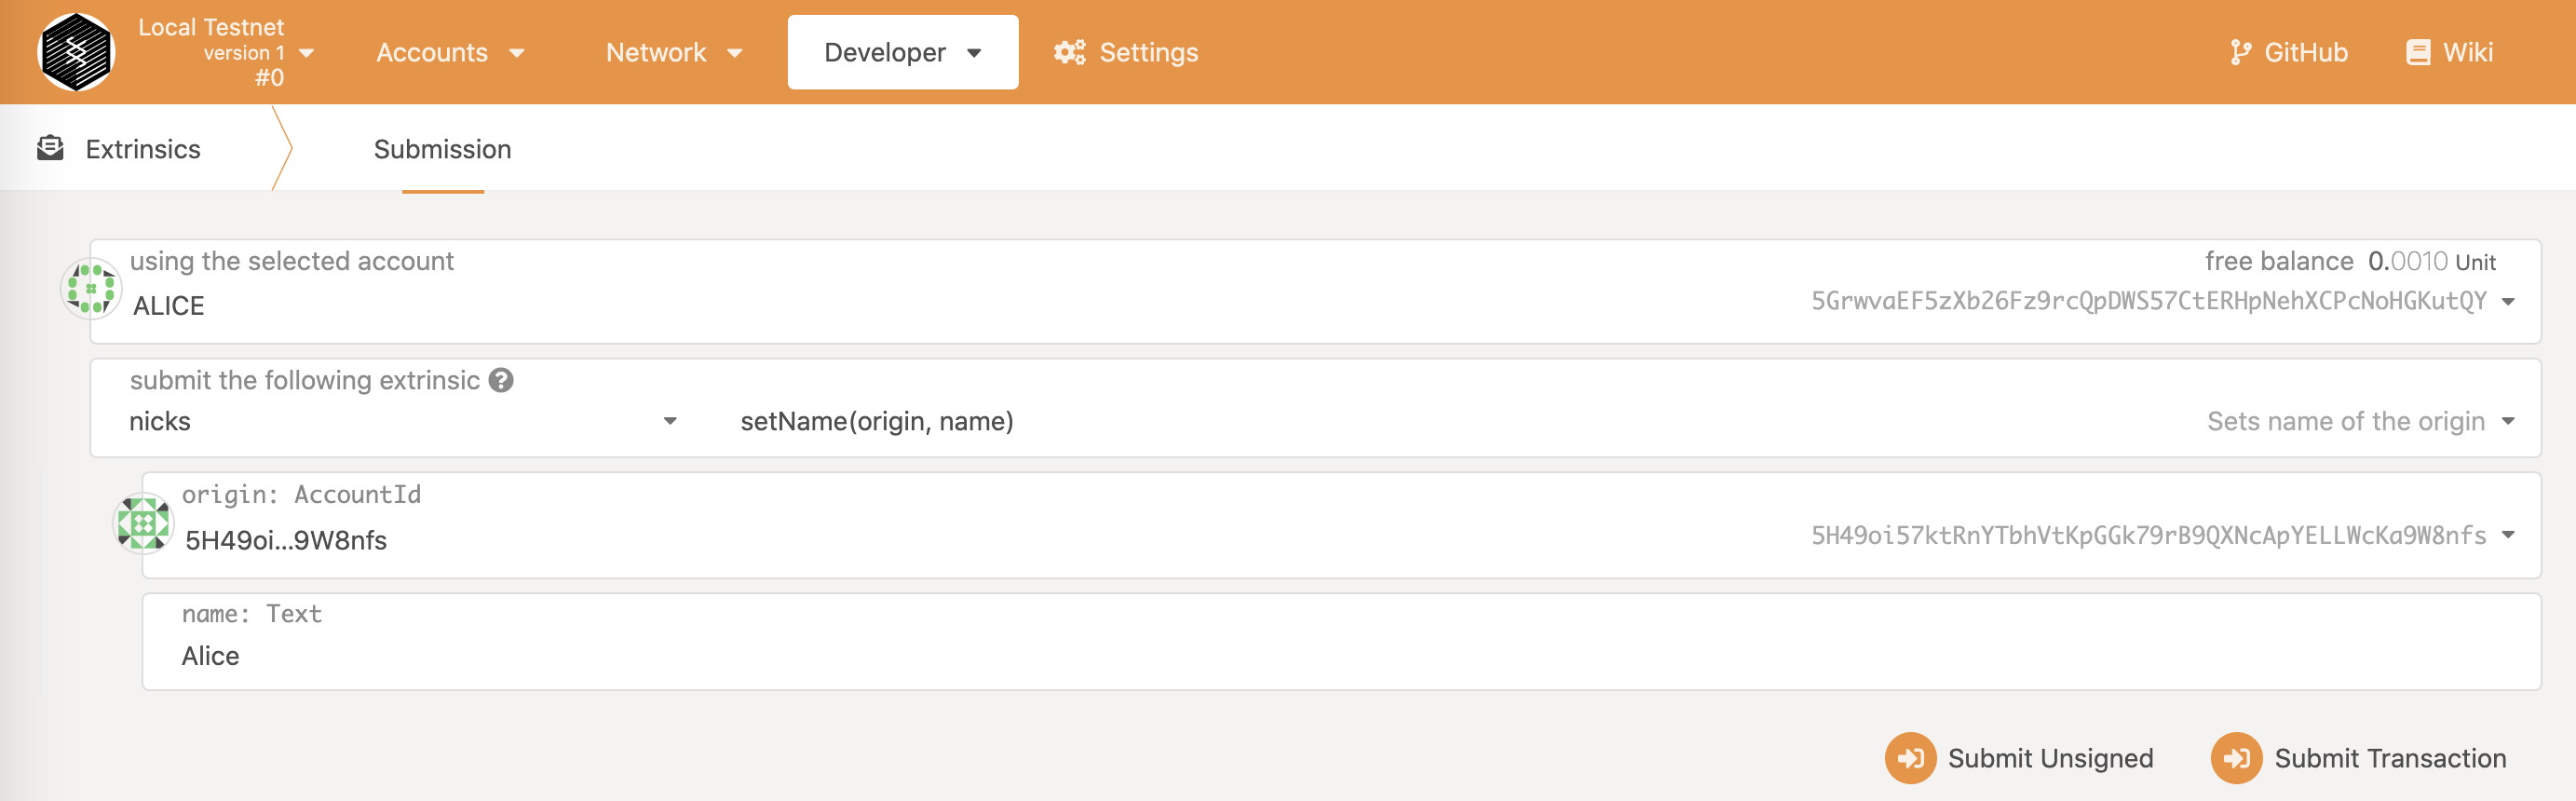 Local Testnet
version 1
#0
Accounts
Network
Developer
Settings
GitHub
Wiki
Extrinsics
Submission
using the selected account
free balance 0.0010 Unit
ALICE
5GrwvaEF5zXb26Fz9rcQpDWS57CtERHpNehXCPcNoHGKutQY
submit the following extrinsic ?
nicks
setName(origin, name)
Sets name of the origin
origin: AccountId
5H49oi...9W8nfs
5H49oi57ktRnYTbhVtKpGGk79rB9QXNcApYELLWcKa9W8nfs
name: Text
Alice
Submit Unsigned
Submit Transaction